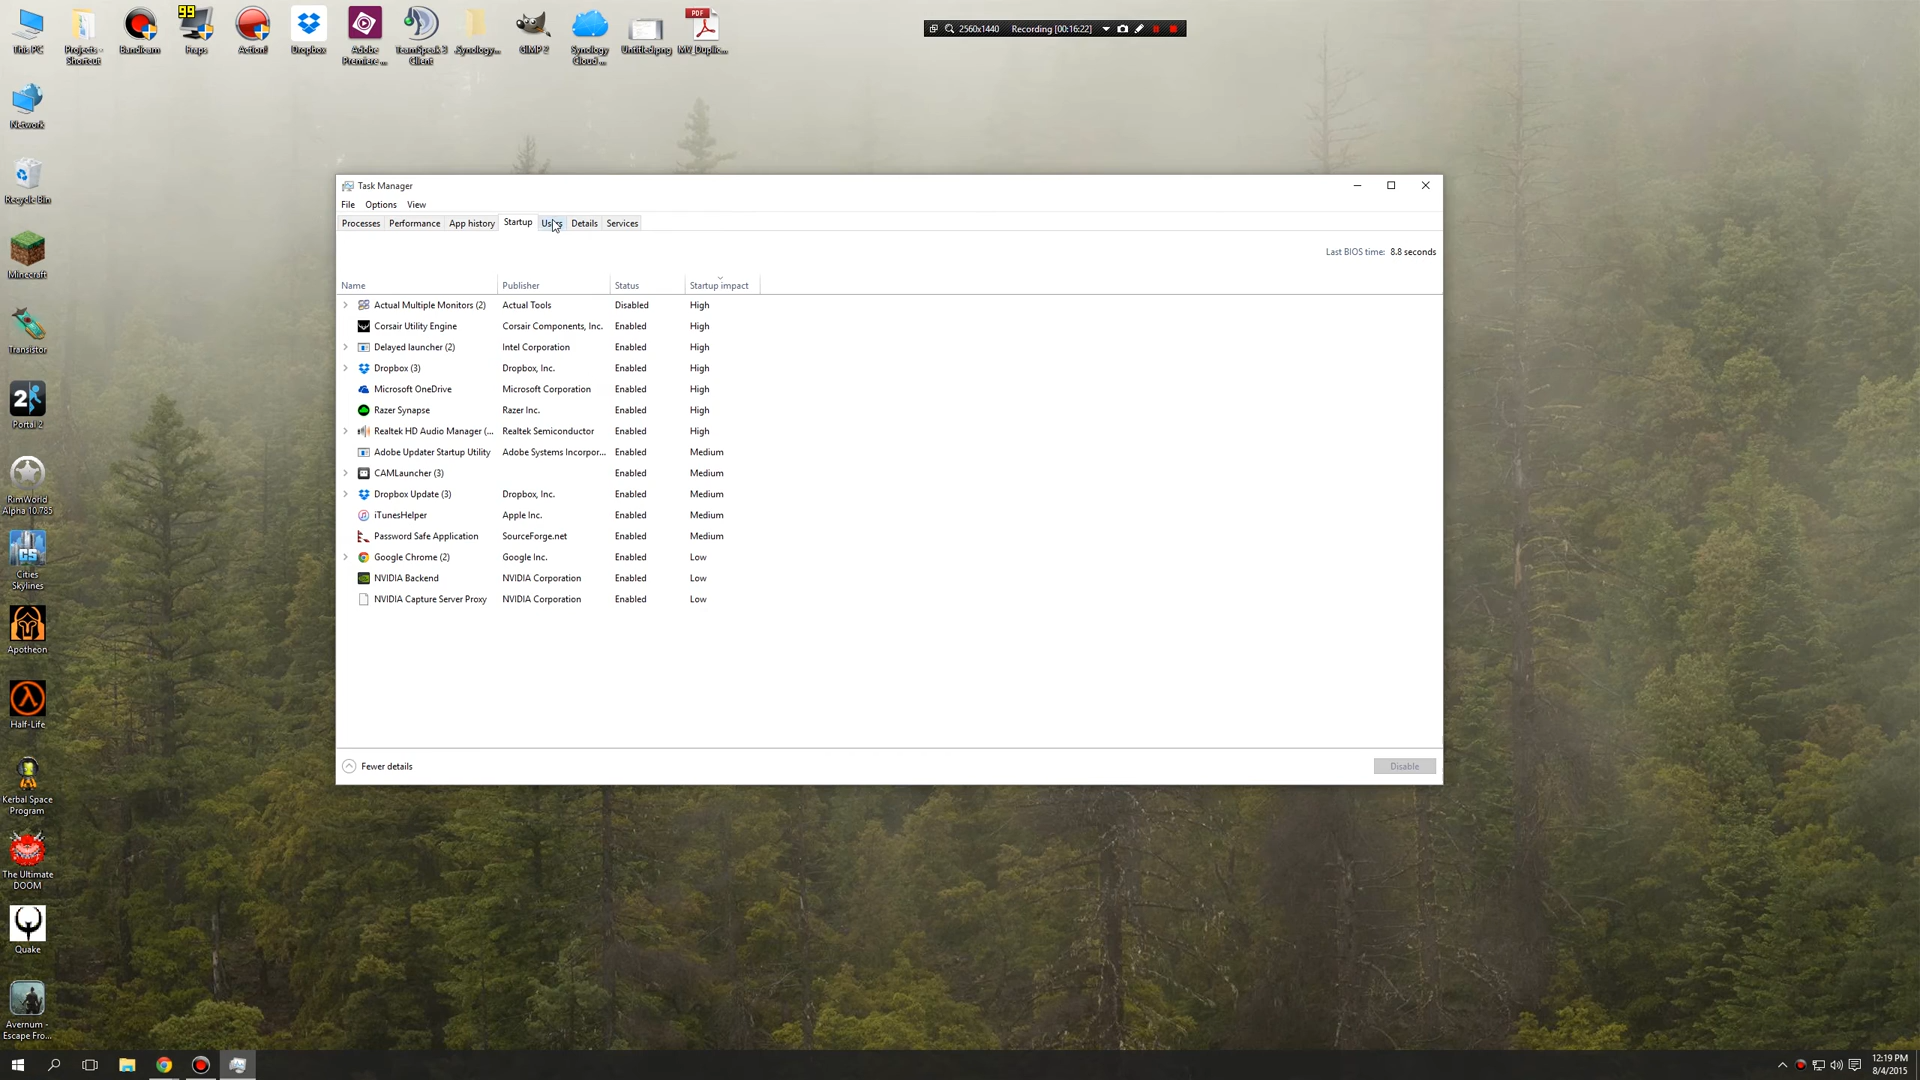 This PC
Projects - Shortcut
Bandicam
99
Fraps
Action!
Dropbox
Adobe Premiere ...
TeamSpeak 3 Client
.Synology...
GIMP 2
Synology Cloud ...
Untitled.png
PDF
MV_Duplic...
2560x1440 Recording [00:16:22]
Network
Recycle Bin
Minecraft
Transistor
2
Portal 2
RimWorld Alpha 10.785
CS
Cities Skylines
Apotheon
Half-Life
Kerbal Space Program
The Ultimate DOOM
Quake
Avernum - Escape Fro...
Task Manager
File Options View
Processes Performance App history Startup Users Details Services
Last BIOS time: 8.8 seconds
Name Publisher Status Startup impact
Actual Multiple Monitors (2) Actual Tools Disabled High
Corsair Utility Engine Corsair Components, Inc. Enabled High
Delayed launcher (2) Intel Corporation Enabled High
Dropbox (3) Dropbox, Inc. Enabled High
Microsoft OneDrive Microsoft Corporation Enabled High
Razer Synapse Razer Inc. Enabled High
Realtek HD Audio Manager (... Realtek Semiconductor Enabled High
Adobe Updater Startup Utility Adobe Systems Incorpor... Enabled Medium
CAMLauncher (3) Enabled Medium
Dropbox Update (3) Dropbox, Inc. Enabled Medium
iTunesHelper Apple Inc. Enabled Medium
Password Safe Application SourceForge.net Enabled Medium
Google Chrome (2) Google Inc. Enabled Low
NVIDIA Backend NVIDIA Corporation Enabled Low
NVIDIA Capture Server Proxy NVIDIA Corporation Enabled Low
Fewer details
Disable
12:19 PM
8/4/2015